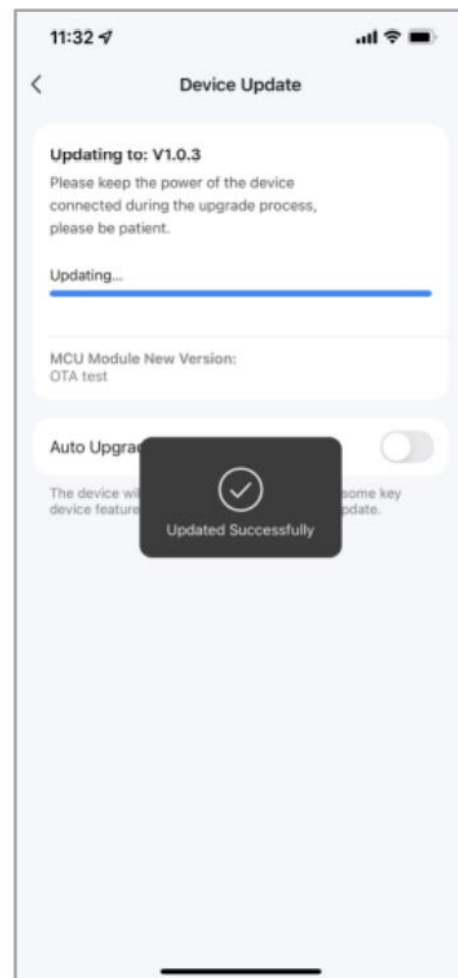 11:32
Device Update
Updating to: V1.0.3
Please keep the power of the device
connected during the upgrade process,
please be patient.
Updating...
MCU Module New Version:
OTA test
Auto Upgra
The device wil some key
device feature pdate.
Updated Successfully